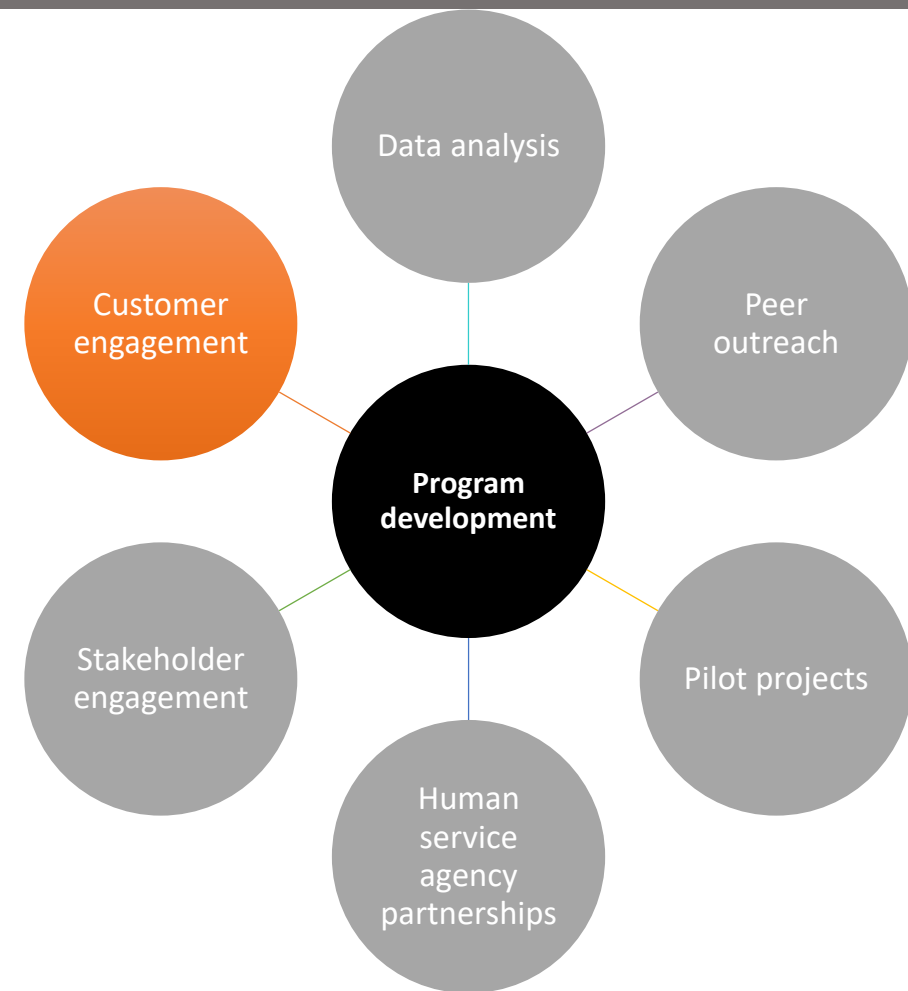 Data analysis
Customer
engagement
Peer
outreach
Program
development
Stakeholder
engagement
Pilot projects
Human
service
agency
partnerships